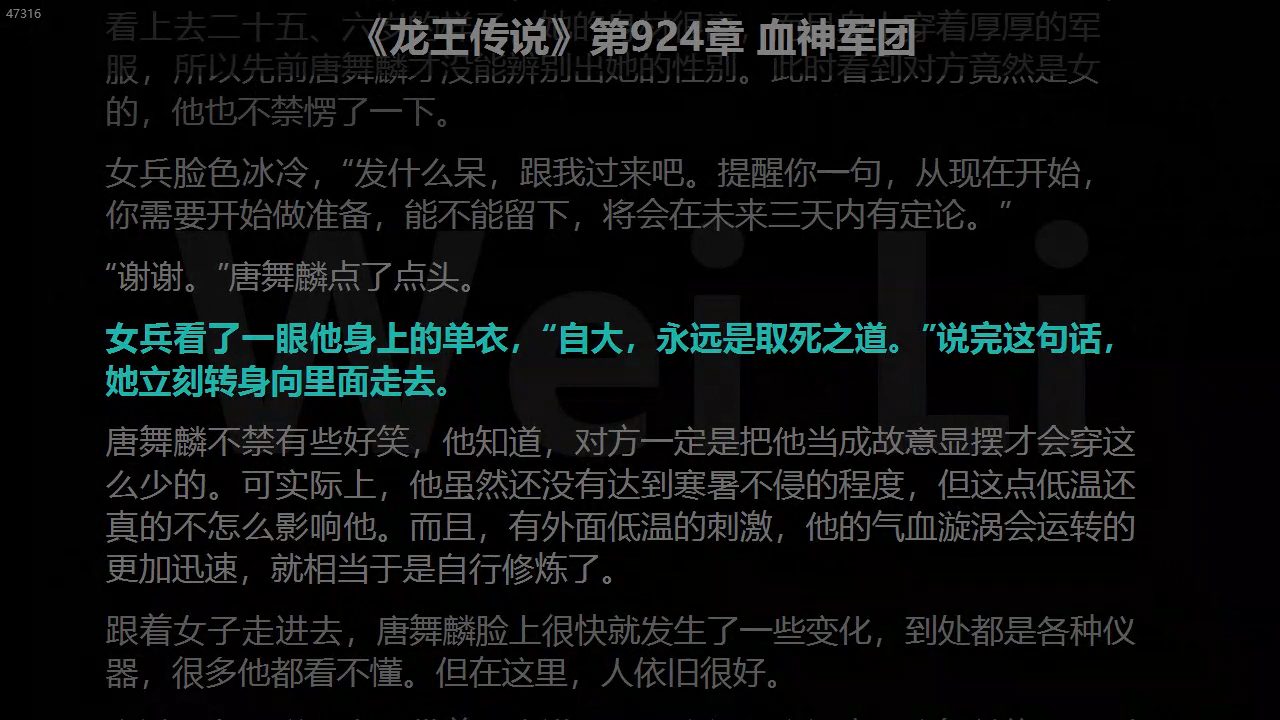 47316
《龙王传说》第924章 血神军团
看上去二十五、六
穿着厚厚的军
服，所以先前唐舞麟才没能辨别出她的性别。此时看到对方竟然是女
的，他也不禁愣了一下。
女兵脸色冰冷，“发什么呆，跟我过来吧。提醒你一句，从现在开始，
你需要开始做准备，能不能留下，将会在未来三天内有定论。”
“谢谢。”唐舞麟点了点头。
女兵看了一眼他身上的单衣，“自大，永远是取死之道。”说完这句话，
她立刻转身向里面走去。
唐舞麟不禁有些好笑，他知道，对方一定是把他当成故意显摆才会穿这
么少的。可实际上，他虽然还没有达到寒暑不侵的程度，但这点低温还
真的不怎么影响他。而且，有外面低温的刺激，他的气血漩涡会运转的
更加迅速，就相当于是自行修炼了。
跟着女子走进去，唐舞麟脸上很快就发生了一些变化，到处都是各种仪
器，很多他都看不懂。但在这里，人依旧很好。
Wei Li